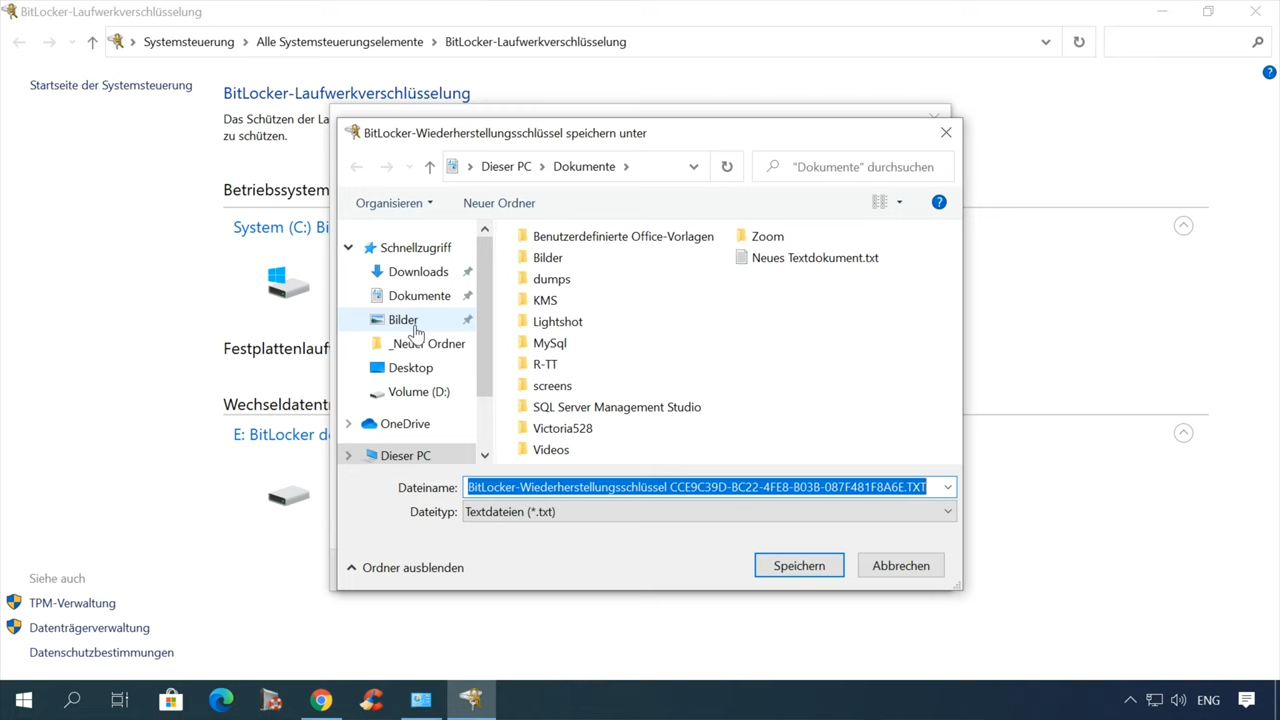 BitLocker-Laufwerkverschlüsselung
Systemsteuerung
Alle Systemsteuerungselemente
BitLocker-Laufwerkverschlüsselung
Startseite der Systemsteuerung
BitLocker-Laufwerkverschlüsselung
Das Schützen der La
zu schützen.
BitLocker-Wiederherstellungsschlüssel speichern unter
Dieser PC
Dokumente
"Dokumente" durchsuchen
Organisieren
Neuer Ordner
Betriebssystem
System (C:) Bi
Festplattenlauf
Wechseldatent
E: BitLocker de
Schnellzugriff
Downloads
Dokumente
Bilder
_Neuer Ordner
Desktop
Volume (D:)
OneDrive
Dieser PC
Benutzerdefinierte Office-Vorlagen
Bilder
dumps
KMS
Lightshot
MySql
R-TT
screens
SQL Server Management Studio
Victoria528
Videos
Zoom
Neues Textdokument.txt
Dateiname: BitLocker-Wiederherstellungsschlüssel CCE9C39D-BC22-4FE8-B03B-087F481F8A6E.TXT
Dateityp: Textdateien (*.txt)
Ordner ausblenden
Speichern
Abbrechen
Siehe auch
TPM-Verwaltung
Datenträgerverwaltung
Datenschutzbestimmungen
ENG